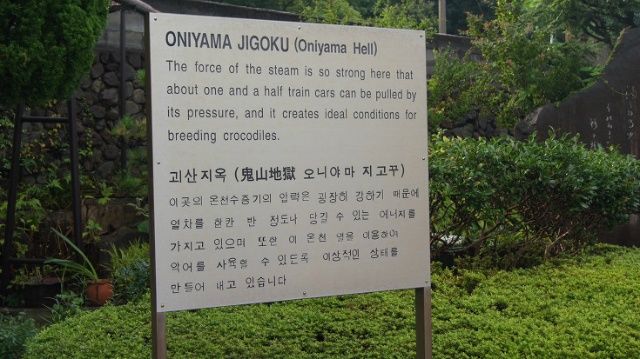 ONIYAMA JIGOKU (Oniyama Hell)
The force of the steam is so strong here that
about one and a half train cars can be pulled by
its pressure, and it creates ideal conditions for
breeding crocodiles.
괴산지옥 (鬼山地獄 오니야마 지고꾸)
이곳의 온천수증기의 압력은 굉장히 강하기 때문에
열차를 한칸 반 정도나 당길 수 있는 에너지를
가지고 있으며 또한 이 온천 열을 이용하여
악어를 사육할 수 있도록 이상적인 상태를
만들어 내고 있습니다